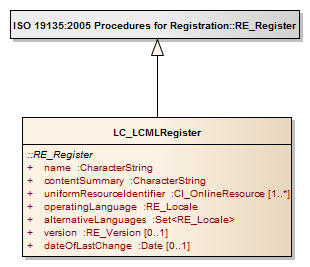 ISO 19135:2005 Procedures for Registration::RE_Register
LC_LCMLRegister
::RE_Register
+ name :CharacterString
+ contentSummary :CharacterString
+ uniformResourceIdentifier :CI_OnlineResource [1..*]
+ operatingLanguage :RE_Locale
+ alternativeLanguages :Set<RE_Locale>
+ version :RE_Version [0..1]
+ dateOfLastChange :Date [0..1]